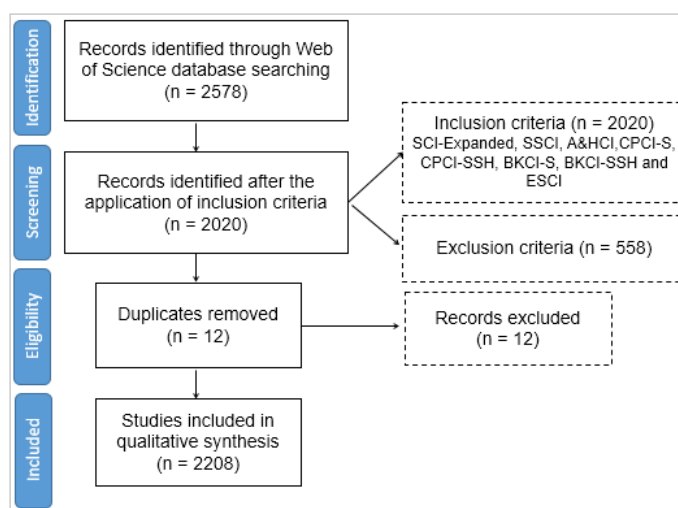 Identification
Records identified through Web
of Science database searching
(n = 2578)
Screening
Records identified after the
application of inclusion criteria
(n = 2020)
Inclusion criteria (n = 2020)
SCI-Expanded, SSCI, A&HCI,CPCI-S,
CPCI-SSH, BKCI-S, BKCI-SSH and
ESCI
Exclusion criteria (n = 558)
Eligibility
Duplicates removed
(n = 12)
Records excluded
(n = 12)
Included
Studies included in
qualitative synthesis
(n = 2208)